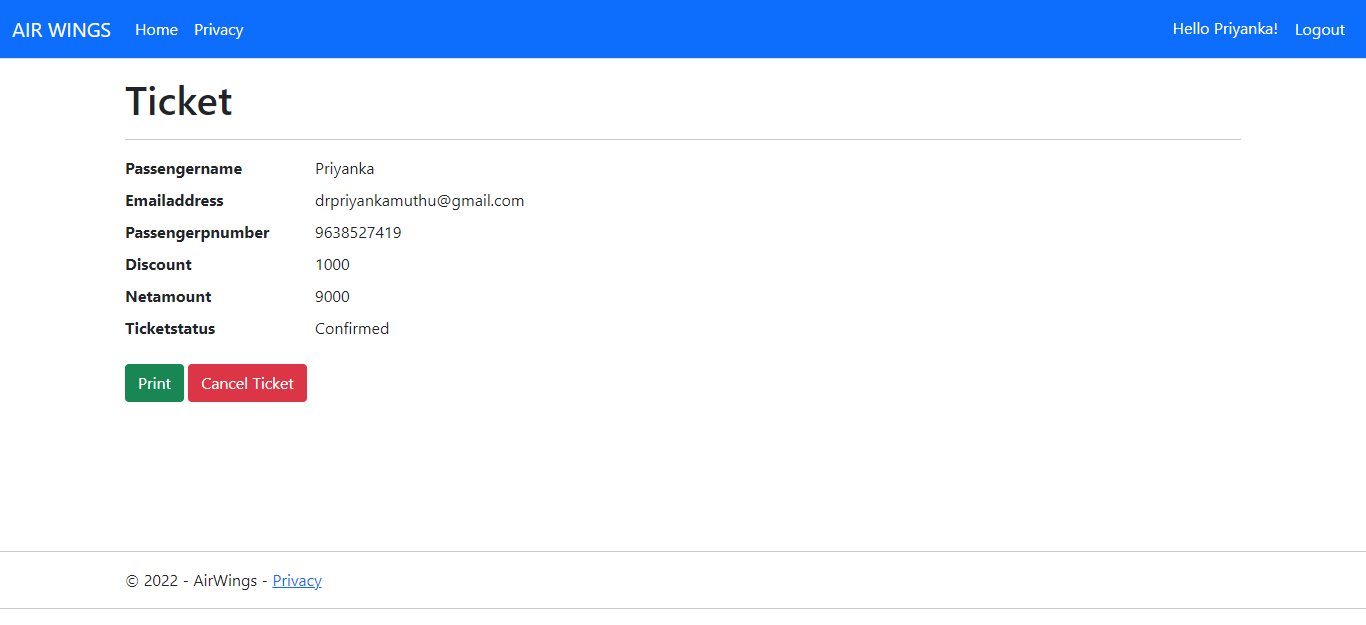 AIR WINGS Home Privacy Hello Priyanka! Logout
Ticket
Passengername Priyanka
Emailaddress drpriyankamuthu@gmail.com
Passengerpnumber 9638527419
Discount 1000
Netamount 9000
Ticketstatus Confirmed
Print Cancel Ticket
© 2022 - AirWings - Privacy